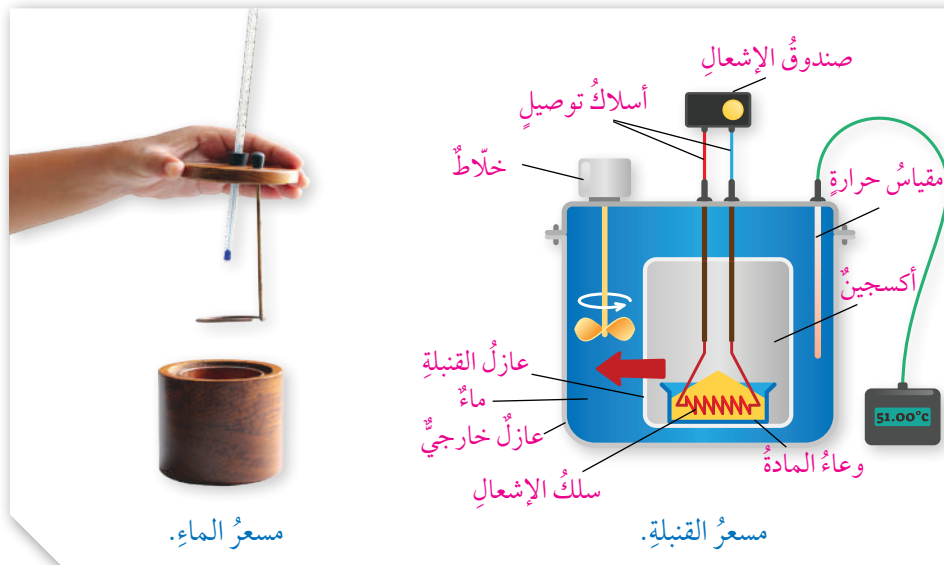 صندوقُ الإشعالِ
أسلاكُ توصيلٍ
خلّاطٌ
مقياسُ حرارةٍ
أكسجينٌ
عازلُ القنبلةِ
ماءٌ
عازلٌ خارجيٌّ
سلكُ الإشعالِ
وعاءُ المادةُ
51.00°c
مسعرُ القنبلةِ.
مسعرُ الماءِ.